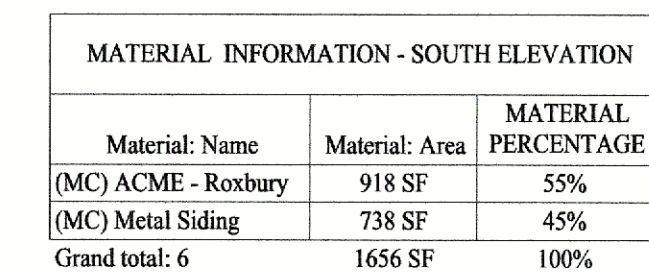 MATERIAL INFORMATION - SOUTH ELEVATION
Material: Name Material: Area MATERIAL PERCENTAGE
(MC) ACME - Roxbury 918 SF 55%
(MC) Metal Siding 738 SF 45%
Grand total: 6 1656 SF 100%